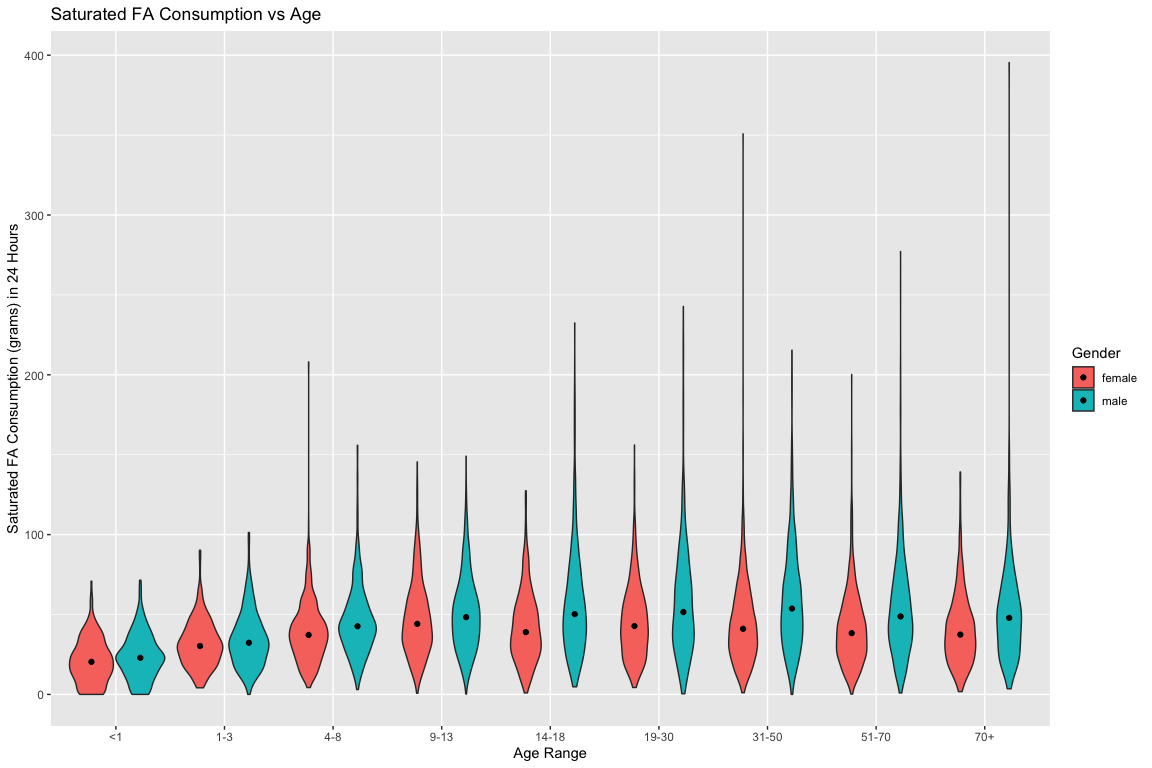 Saturated FA Consumption vs Age
Saturated FA Consumption (grams) in 24 Hours
400
300
200
100
0
<1
1-3
4-8
9-13
14-18
19-30
31-50
51-70
70+
Age Range
Gender
female
male